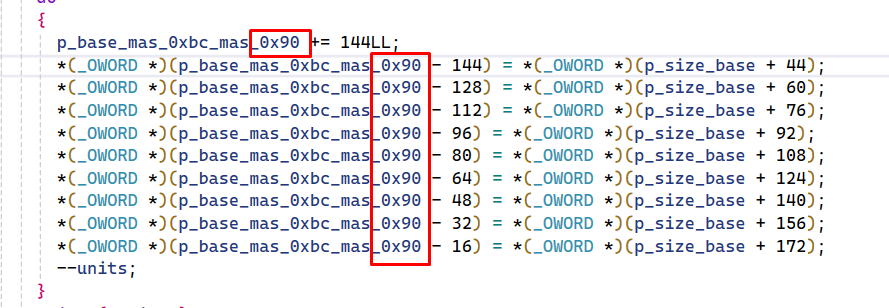 {
p_base_mas_0xbc_mas_0x90 += 144LL;
*(_OWORD *)(p_base_mas_0xbc_mas_0x90 - 144) = *(_OWORD *)(p_size_base + 44);
*(_OWORD *)(p_base_mas_0xbc_mas_0x90 - 128) = *(_OWORD *)(p_size_base + 60);
*(_OWORD *)(p_base_mas_0xbc_mas_0x90 - 112) = *(_OWORD *)(p_size_base + 76);
*(_OWORD *)(p_base_mas_0xbc_mas_0x90 - 96) = *(_OWORD *)(p_size_base + 92);
*(_OWORD *)(p_base_mas_0xbc_mas_0x90 - 80) = *(_OWORD *)(p_size_base + 108);
*(_OWORD *)(p_base_mas_0xbc_mas_0x90 - 64) = *(_OWORD *)(p_size_base + 124);
*(_OWORD *)(p_base_mas_0xbc_mas_0x90 - 48) = *(_OWORD *)(p_size_base + 140);
*(_OWORD *)(p_base_mas_0xbc_mas_0x90 - 32) = *(_OWORD *)(p_size_base + 156);
*(_OWORD *)(p_base_mas_0xbc_mas_0x90 - 16) = *(_OWORD *)(p_size_base + 172);
--units;
}